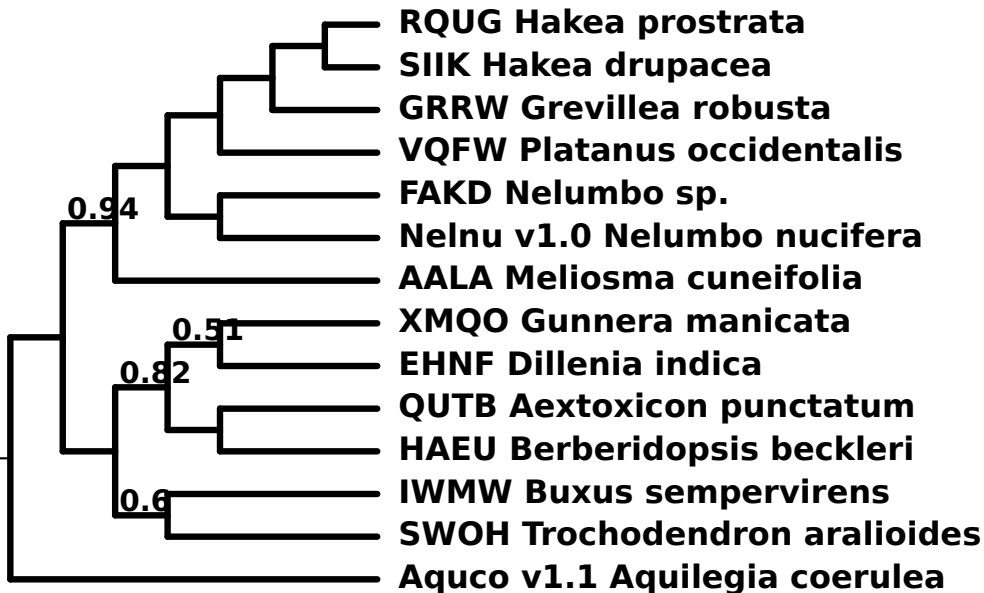 RQUG Hakea prostrata
SIIK Hakea drupacea
GRRW Grevillea robusta
VQFW Platanus occidentalis
FAKD Nelumbo sp.
0.94
Nelnu v1.0 Nelumbo nucifera
AALA Meliosma cuneifolia
XMQO Gunnera manicata
0.51
EHNF Dillenia indica
0.82
QUTB Aextoxicon punctatum
HAEU Berberidopsis beckleri
IWMW Buxus sempervirens
0.6
SWOH Trochodendron aralioides
Aquco v1.1 Aquilegia coerulea